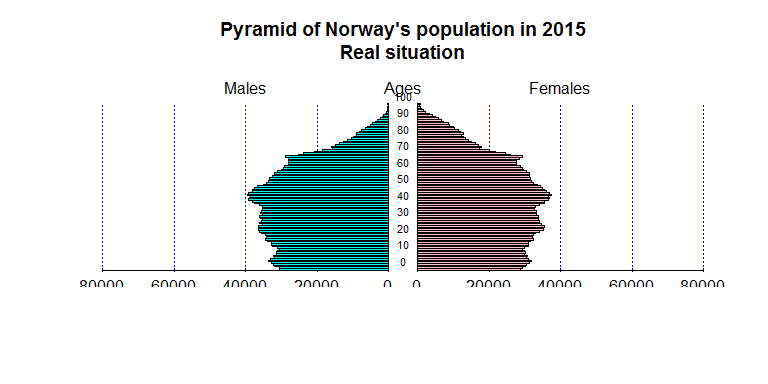 Pyramid of Norway's population in 2015
Real situation
Males Ages Females
100
90
80
70
60
50
40
30
20
10
0
80000 60000 40000 20000 0 0 20000 40000 60000 80000